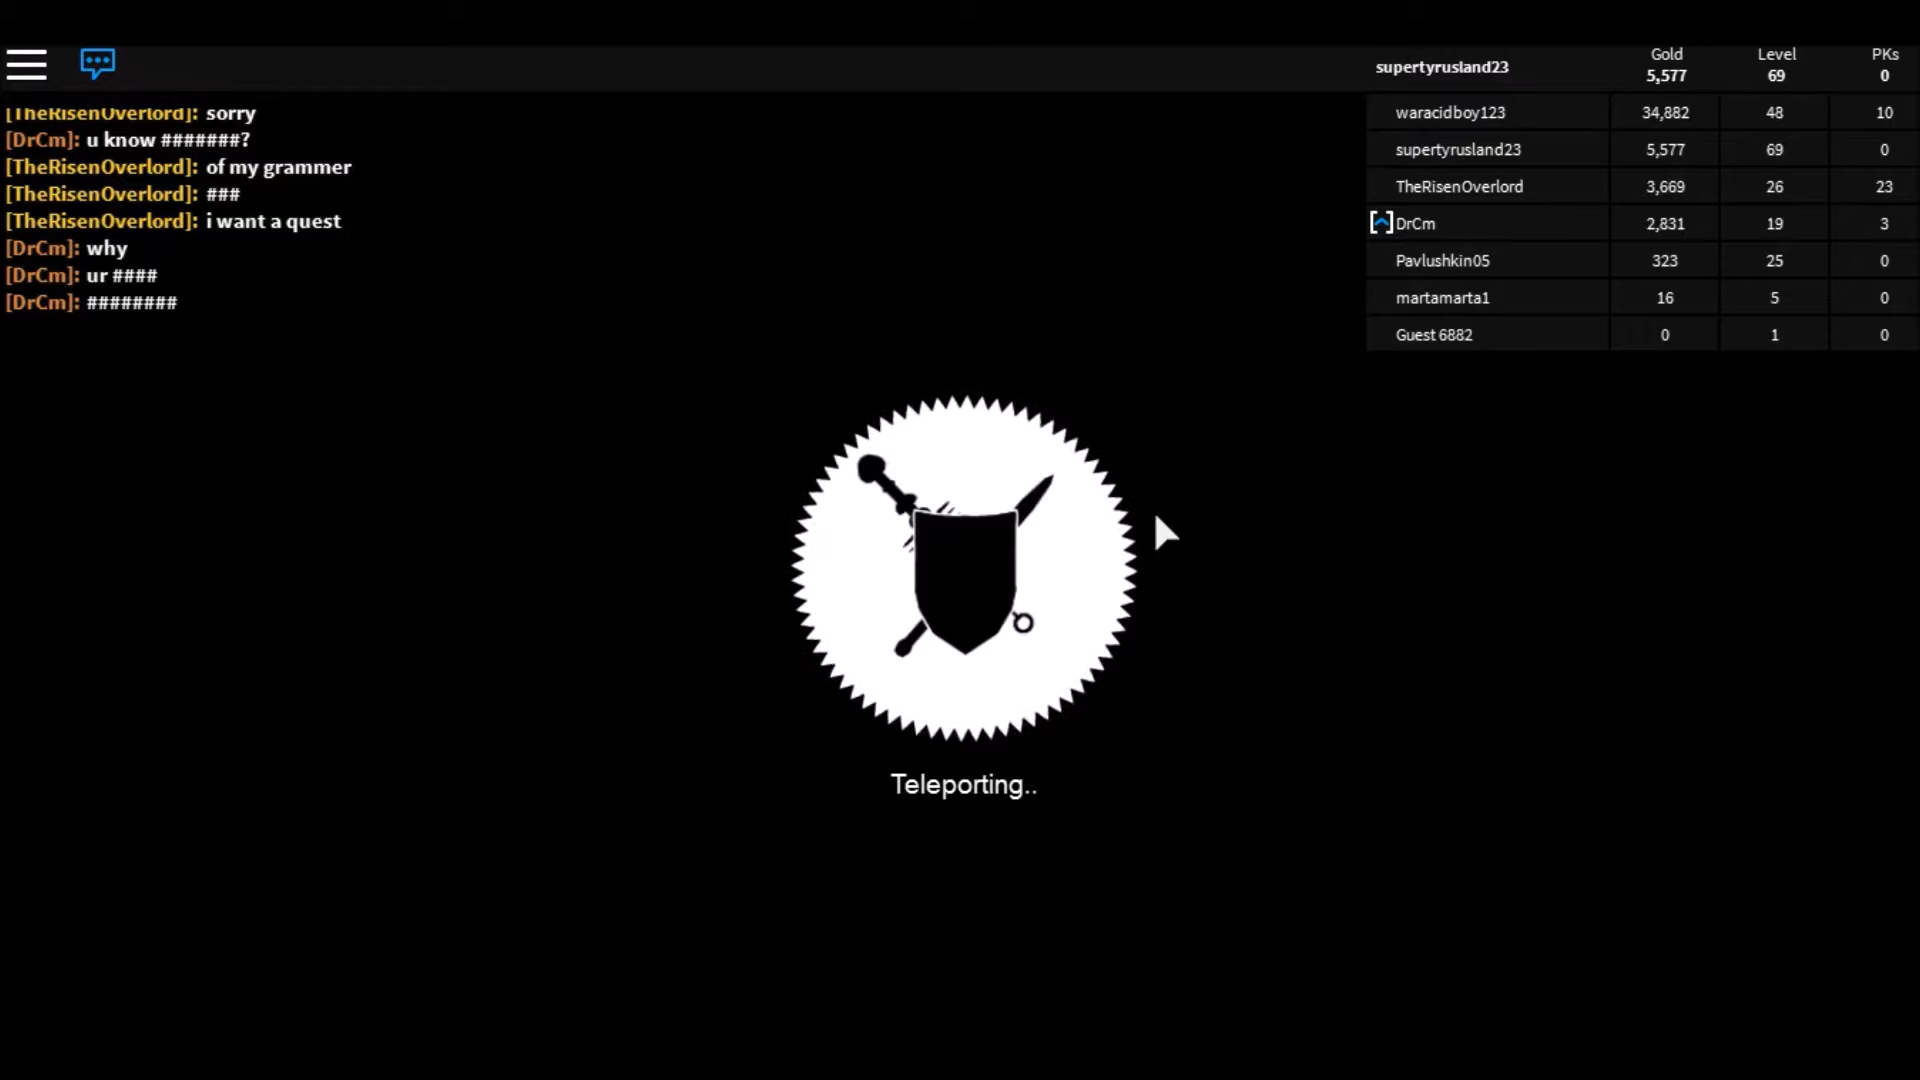 [TheRisenOverlord]: sorry
[DrCm]: u know #######?
[TheRisenOverlord]: of my grammer
[TheRisenOverlord]: ###
[TheRisenOverlord]: i want a quest
[DrCm]: why
[DrCm]: ur ####
[DrCm]: ########
Gold Level PKs
supertyrusland23 5,577 69 0
waracidboy123 34,882 48 10
supertyrusland23 5,577 69 0
TheRisenOverlord 3,669 26 23
DrCm 2,831 19 3
Pavlushkin05 323 25 0
martamarta1 16 5 0
Guest 6882 0 1 0
Teleporting..